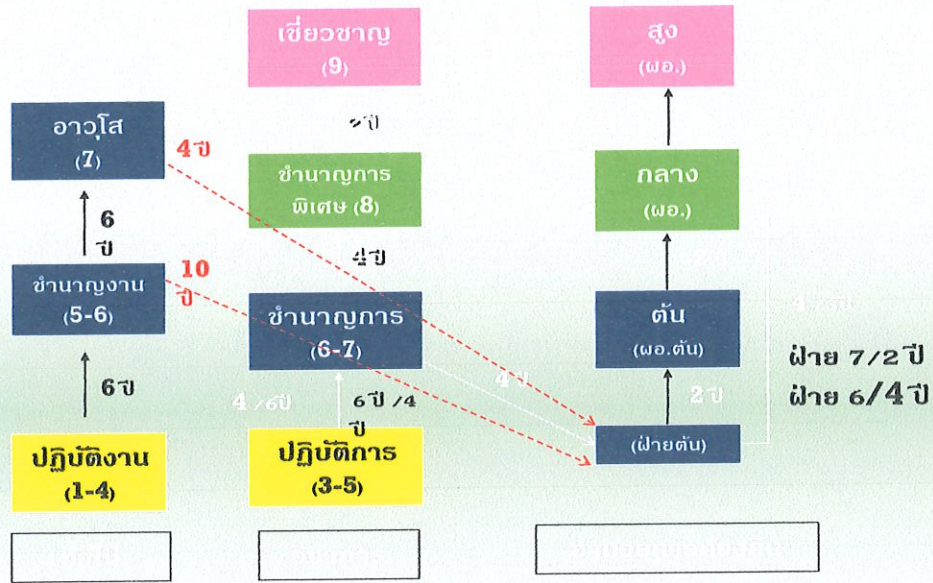 เชี่ยวชาญ
(9)
สูง
(ผอ.)
อาวุโส
(7)
4 ปี
ชำนาญการ
พิเศษ (8)
กลาง
(ผอ.)
6
ปี
4 ปี
10
ปี
ชำนาญงาน
(5-6)
ชำนาญการ
(6-7)
ต้น
(ผอ.ต้น)
ฝ่าย 7/2 ปี
ฝ่าย 6/4 ปี
6 ปี
4 /6ปี
6 ปี /4
ปี
4 ปี
2 ปี
(ฝ่ายต้น)
ปฏิบัติงาน
(1-4)
ปฏิบัติการ
(3-5)